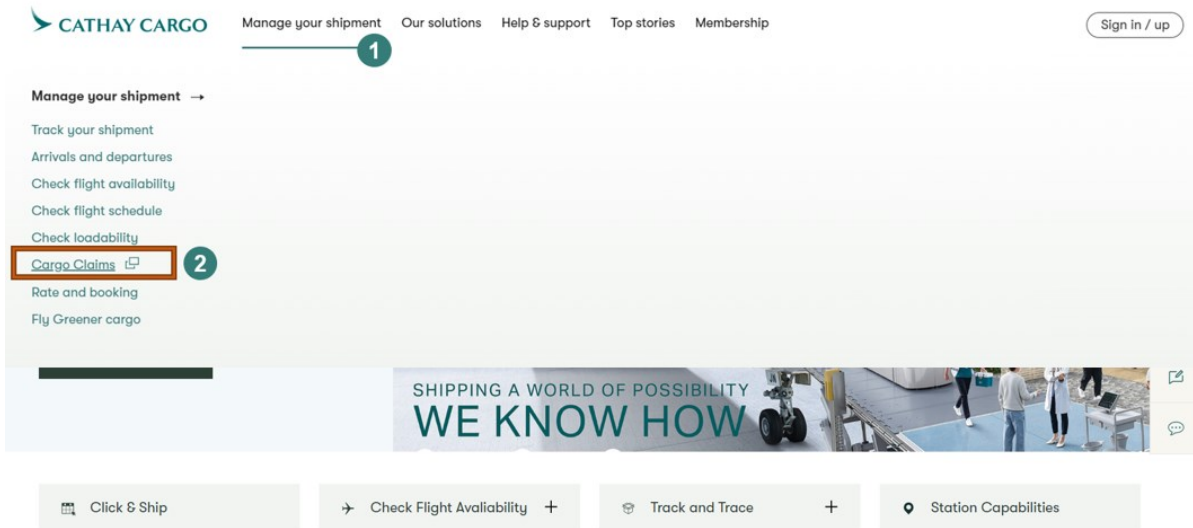 CATHAY CARGO
Manage your shipment Our solutions Help & support Top stories Membership
Sign in / up
1
Manage your shipment →
Track your shipment
Arrivals and departures
Check flight availability
Check flight schedule
Check loadability
Cargo Claims
2
Rate and booking
Fly Greener cargo
SHIPPING A WORLD OF POSSIBILITY
WE KNOW HOW
Click & Ship
Check Flight Avaliability +
Track and Trace +
Station Capabilities